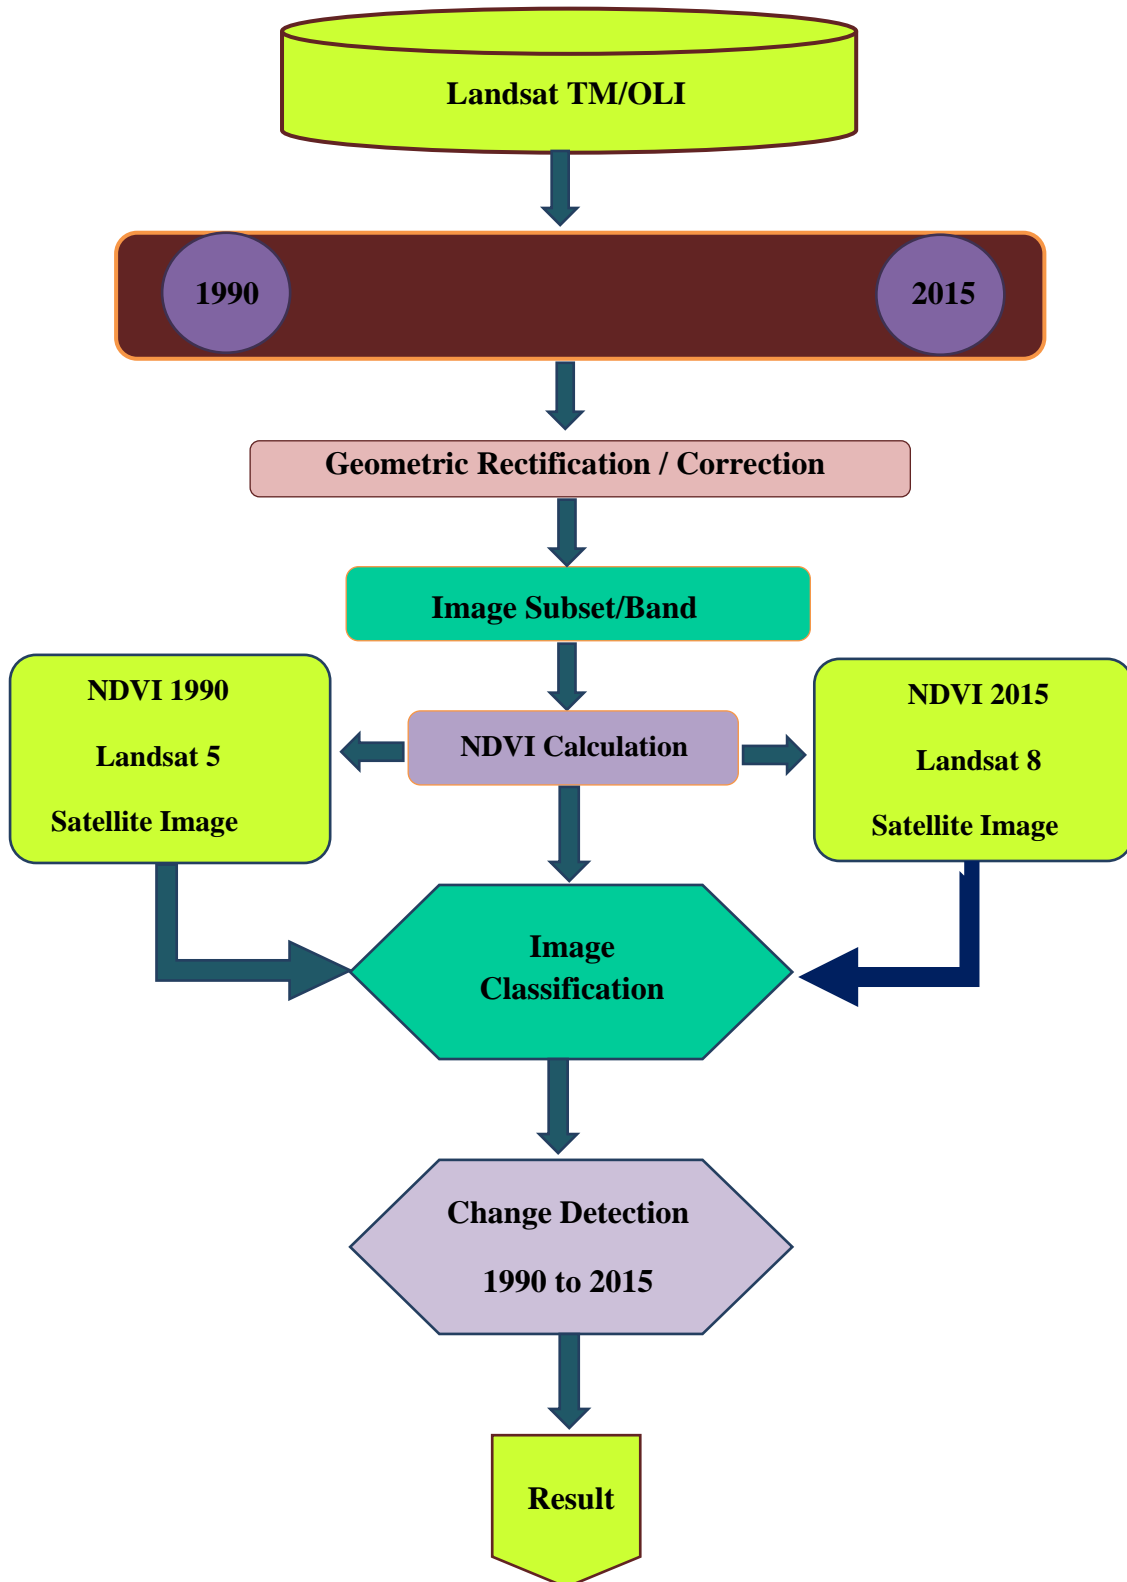 Landsat TM/OLI
1990
2015
Geometric Rectification / Correction
Image Subset/Band
NDVI 1990
Landsat 5
Satellite Image
NDVI Calculation
NDVI 2015
Landsat 8
Satellite Image
Image
Classification
Change Detection
1990 to 2015
Result